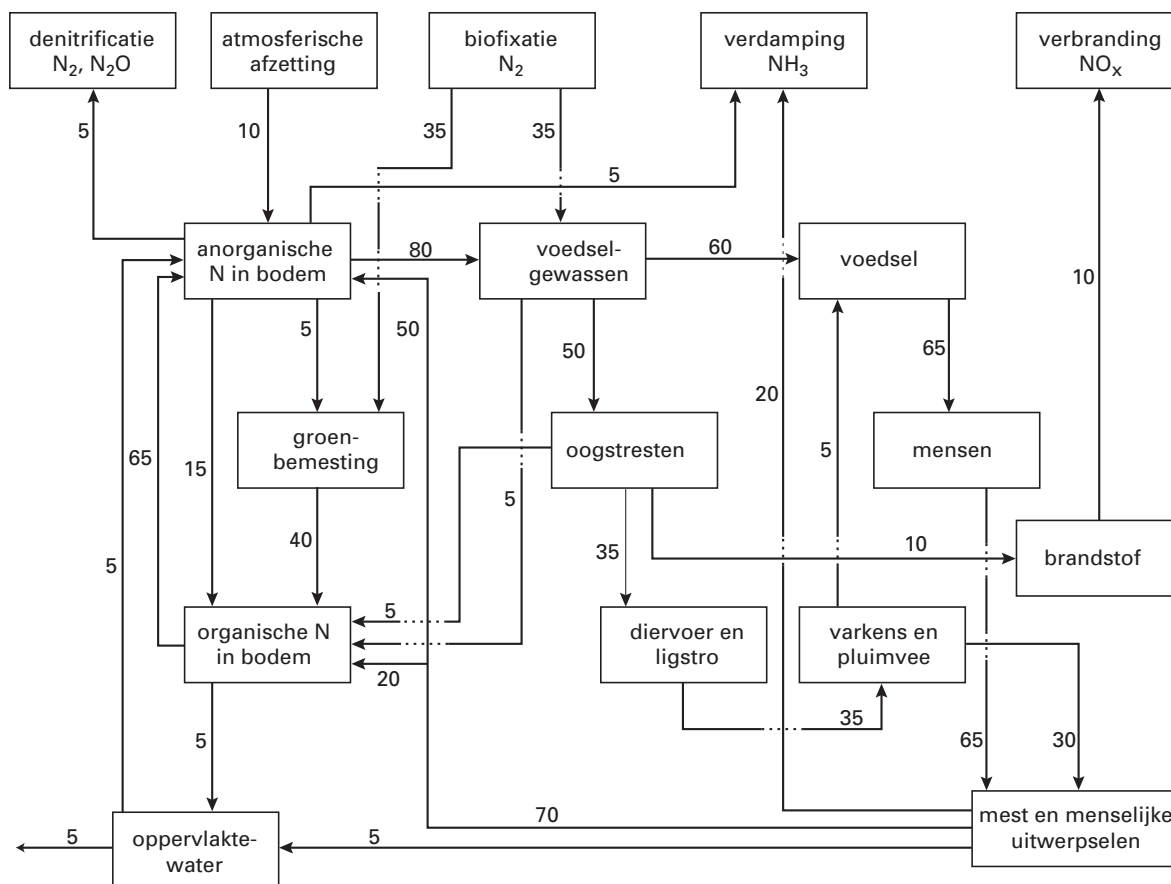 denitrificatie
N₂, N₂O
atmosferische
afzetting
biofixatie
N₂
verdamping
NH₃
verbranding
NOₓ
5
10
35
35
5
anorganische
N in bodem
80
voedsel-
gewassen
60
voedsel
10
5
50
50
65
20
groen-
bemesting
oogstresten
mensen
65
15
5
5
40
35
10
brandstof
5
5
organische N
in bodem
diervoer en
ligstro
varkens en
pluimvee
20
35
5
65
30
70
mest en menselijke
uitwerpselen
5
oppervlakte-
water
5